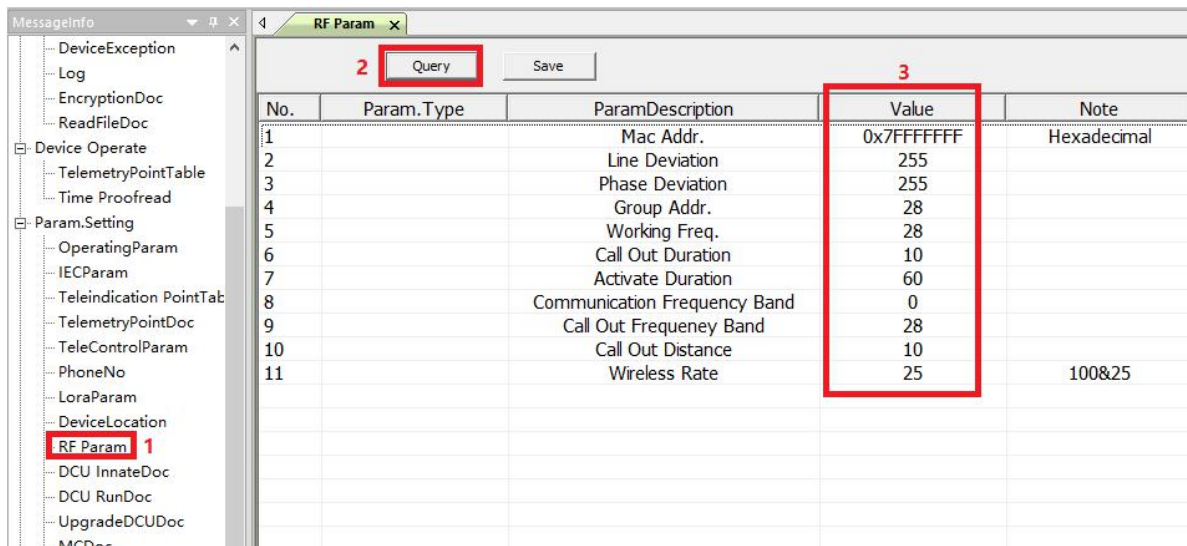 MessageInfo
DeviceException
Log
EncryptionDoc
ReadFileDoc
Device Operate
TelemetryPointTable
Time Proofread
Param.Setting
OperatingParam
IECParam
Teleindication PointTab
TelemetryPointDoc
TeleControlParam
PhoneNo
LoraParam
DeviceLocation
RF Param 1
DCU InnateDoc
DCU RunDoc
UpgradeDCUDoc
MCDoc
RF Param
2 Query Save 3
No. Param.Type ParamDescription Value Note
1 Mac Addr. 0x7FFFFFFF Hexadecimal
2 Line Deviation 255
3 Phase Deviation 255
4 Group Addr. 28
5 Working Freq. 28
6 Call Out Duration 10
7 Activate Duration 60
8 Communication Frequency Band 0
9 Call Out Frequeney Band 28
10 Call Out Distance 10
11 Wireless Rate 25 100&25